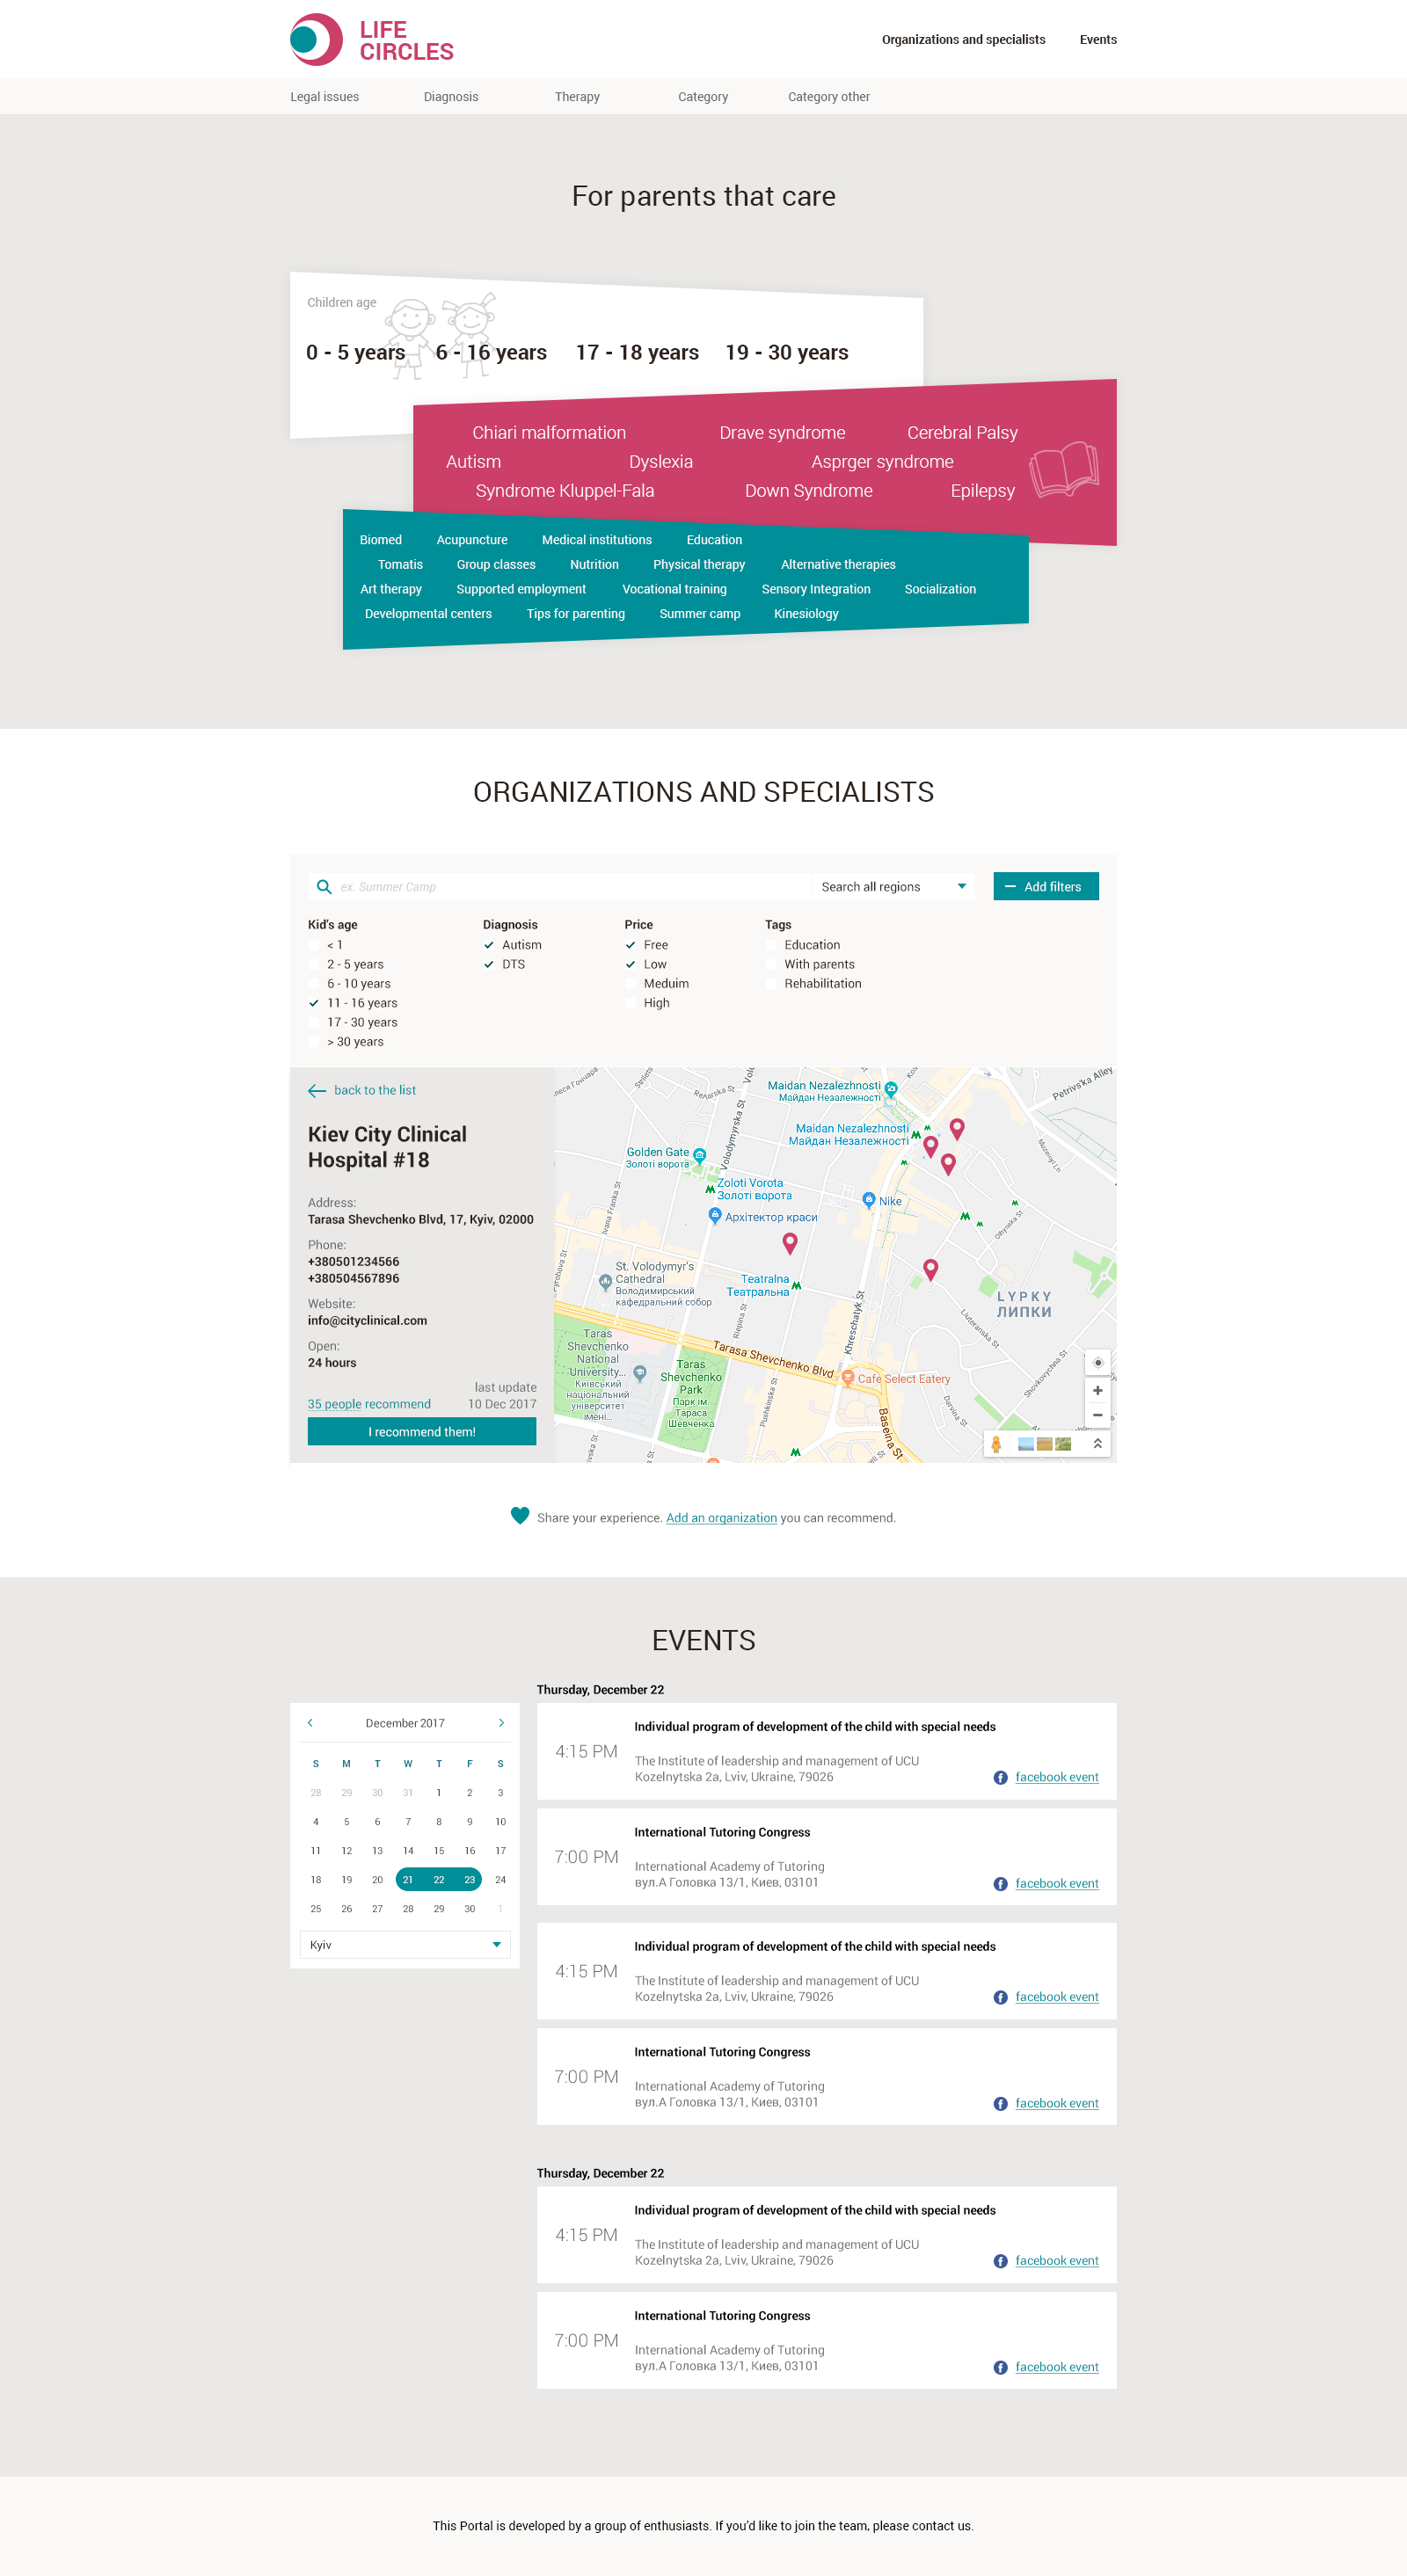 LIFE
CIRCLES
Organizations and specialists Events
Legal issues Diagnosis Therapy Category Category other
For parents that care
Children age
0 - 5 years 6 - 16 years 17 - 18 years 19 - 30 years
Chiari malformation Drave syndrome Cerebral Palsy
Autism Dyslexia Asprger syndrome
Syndrome Kluppel-Fala Down Syndrome Epilepsy
Biomed Acupuncture Medical institutions Education
Tomatis Group classes Nutrition Physical therapy Alternative therapies
Art therapy Supported employment Vocational training Sensory Integration Socialization
Developmental centers Tips for parenting Summer camp Kinesiology
ORGANIZATIONS AND SPECIALISTS
ex. Summer Camp Search all regions Add filters
Kid's age Diagnosis Price Tags
< 1 Autism Free Education
2 - 5 years DTS Low With parents
6 - 10 years Meduim Rehabilitation
11 - 16 years High
17 - 30 years
> 30 years
back to the list
Kiev City Clinical
Hospital #18
Address:
Tarasa Shevchenko Blvd, 17, Kyiv, 02000
Phone:
+380501234566
+380504567896
Website:
info@cityclinical.com
Open:
24 hours
last update
35 people recommend 10 Dec 2017
I recommend them!
Petrivs'ka Alley
Maidan Nezalezhnosti
Майдан Незалежності
Reitarska St
Volodymyrska St
Maidan Nezalezhnosti
Майдан Незалежності
Muzeinyi Ln
Golden Gate
Золоті ворота
Zoloti Vorota
Золоті ворота
Ivana Franka St
Nike
Архітектор краси
Olhynska St
St. Volodymyr's
Cathedral
Володимирський
кафедральний собор
Teatralna
Театральна
LYPKY
ЛИПКИ
Khreschatyk St
Liuteranska St
Taras
Shevchenko
National
University...
Київський
національний
університет
імені...
Tarasa Shevchenko Blvd
Taras
Shevchenko
Park
Парк ім.
Тараса
Шевченка
Shovkovychna St
Cafe Select Eatery
Pushkinska St
Darvina St
Baseina St
Share your experience. Add an organization you can recommend.
EVENTS
December 2017
S M T W T F S
28 29 30 31 1 2 3
4 5 6 7 8 9 10
11 12 13 14 15 16 17
18 19 20 21 22 23 24
25 26 27 28 29 30 1
Kyiv
Thursday, December 22
Individual program of development of the child with special needs
4:15 PM
The Institute of leadership and management of UCU
Kozelnytska 2a, Lviv, Ukraine, 79026
facebook event
International Tutoring Congress
7:00 PM
International Academy of Tutoring
вул.А Головка 13/1, Киев, 03101
facebook event
Individual program of development of the child with special needs
4:15 PM
The Institute of leadership and management of UCU
Kozelnytska 2a, Lviv, Ukraine, 79026
facebook event
International Tutoring Congress
7:00 PM
International Academy of Tutoring
вул.А Головка 13/1, Киев, 03101
facebook event
Thursday, December 22
Individual program of development of the child with special needs
4:15 PM
The Institute of leadership and management of UCU
Kozelnytska 2a, Lviv, Ukraine, 79026
facebook event
International Tutoring Congress
7:00 PM
International Academy of Tutoring
вул.А Головка 13/1, Киев, 03101
facebook event
This Portal is developed by a group of enthusiasts. If you'd like to join the team, please contact us.